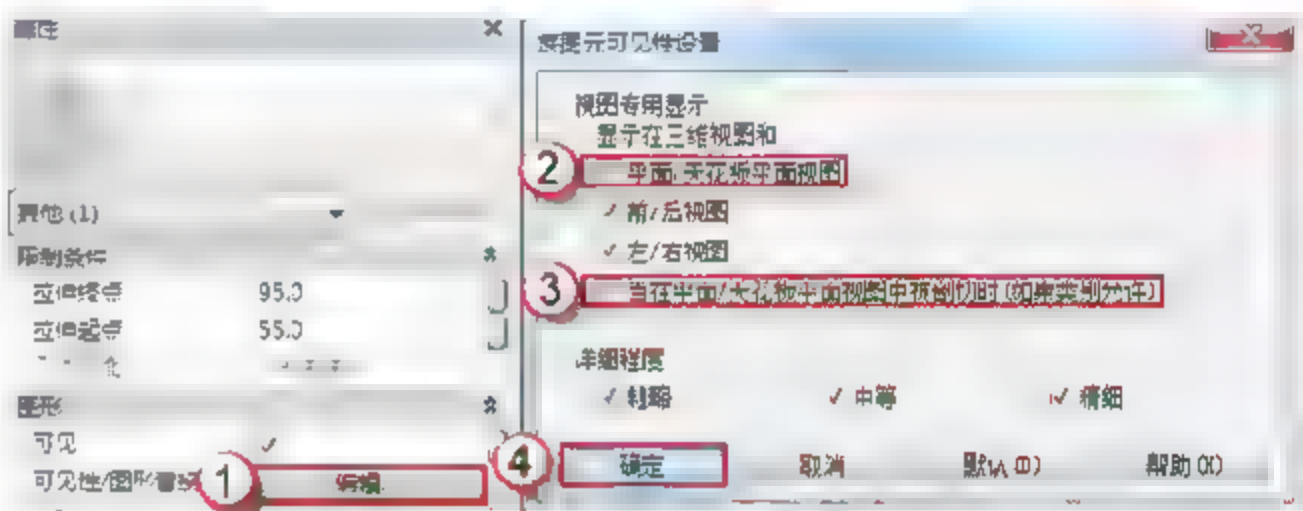 属性
族图元可见性设置
视图专用显示
显示在三维视图和
2
平面/天花板平面视图
其他 (1)
✓ 前/后视图
限制条件
✓ 左/右视图
拉伸终点 95.0
3
当在平面/天花板平面视图中被剖切时(如果类别允许)
拉伸起点 55.0
详细程度
✓ 粗略 ✓ 中等 ✓ 精细
图形
可见 ✓
可见性/图形替换 1 编辑
4 确定 取消 默认 帮助